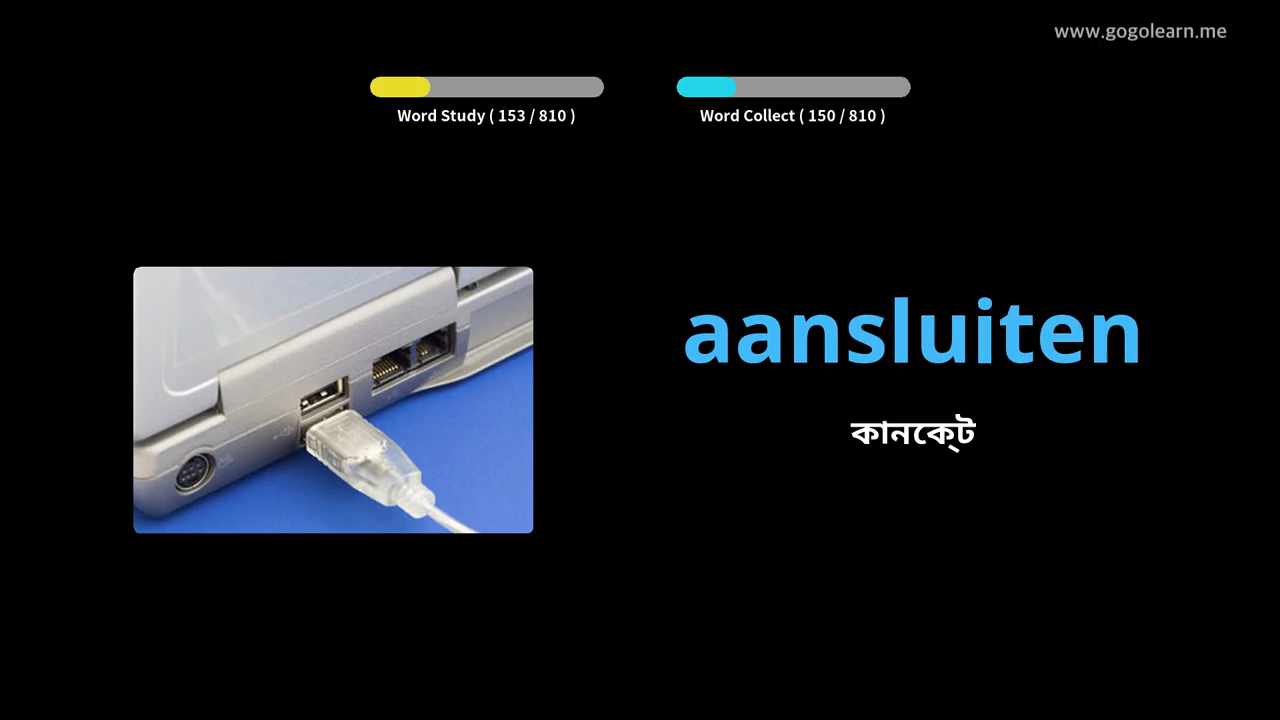 www.gogolearn.me
Word Study ( 153 / 810 )
Word Collect ( 150 / 810 )
aansluiten
কানেক্ট